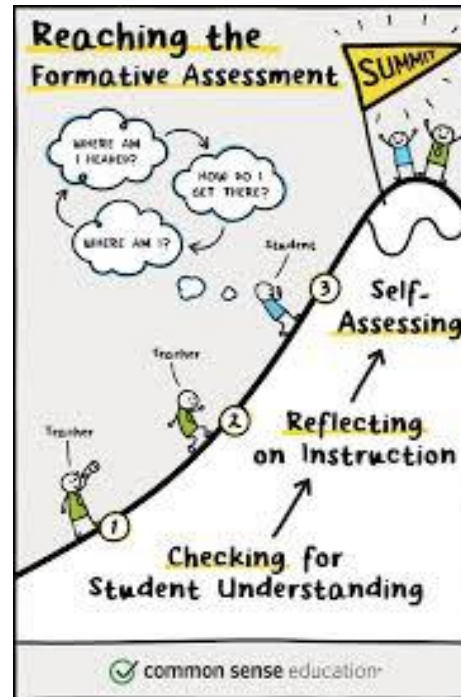 Reaching the
Formative Assessment
SUMMIT
WHERE AM
I HEADED?
HOW DO I
GET THERE?
WHERE AM I?
Student
3
Self-
Assessing
Teacher
2
Reflecting
on Instruction
Teacher
1
Checking for
Student Understanding
common sense education